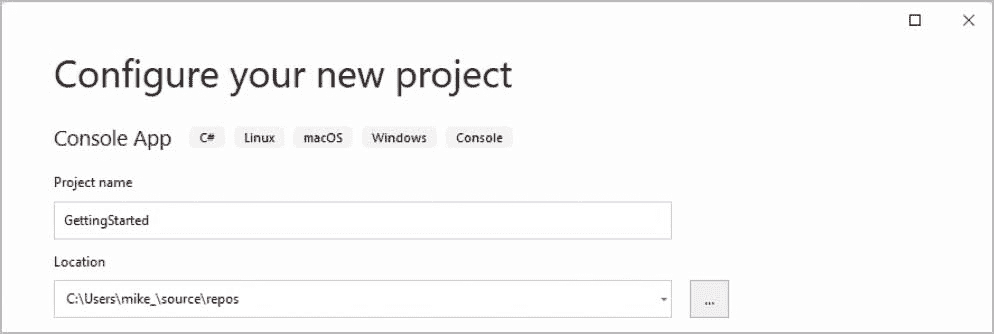 Configure your new project
Console App C# Linux macOS Windows Console
Project name
GettingStarted
Location
C:\Users\mike_\source\repos
...